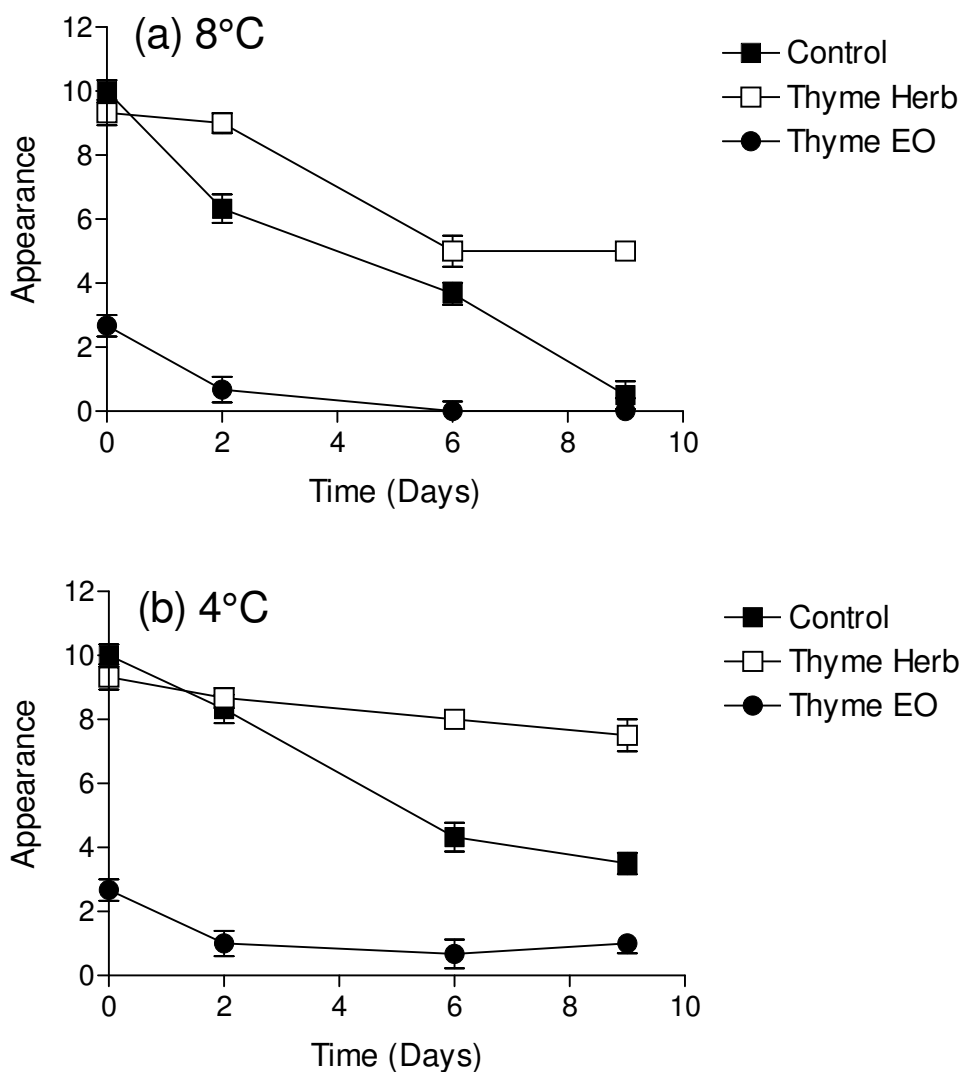 (a) 8°C
12
10
8
6
4
2
0
Appearance
0 2 4 6 8 10
Time (Days)
Control
Thyme Herb
Thyme EO
(b) 4°C
12
10
8
6
4
2
0
Appearance
0 2 4 6 8 10
Time (Days)
Control
Thyme Herb
Thyme EO